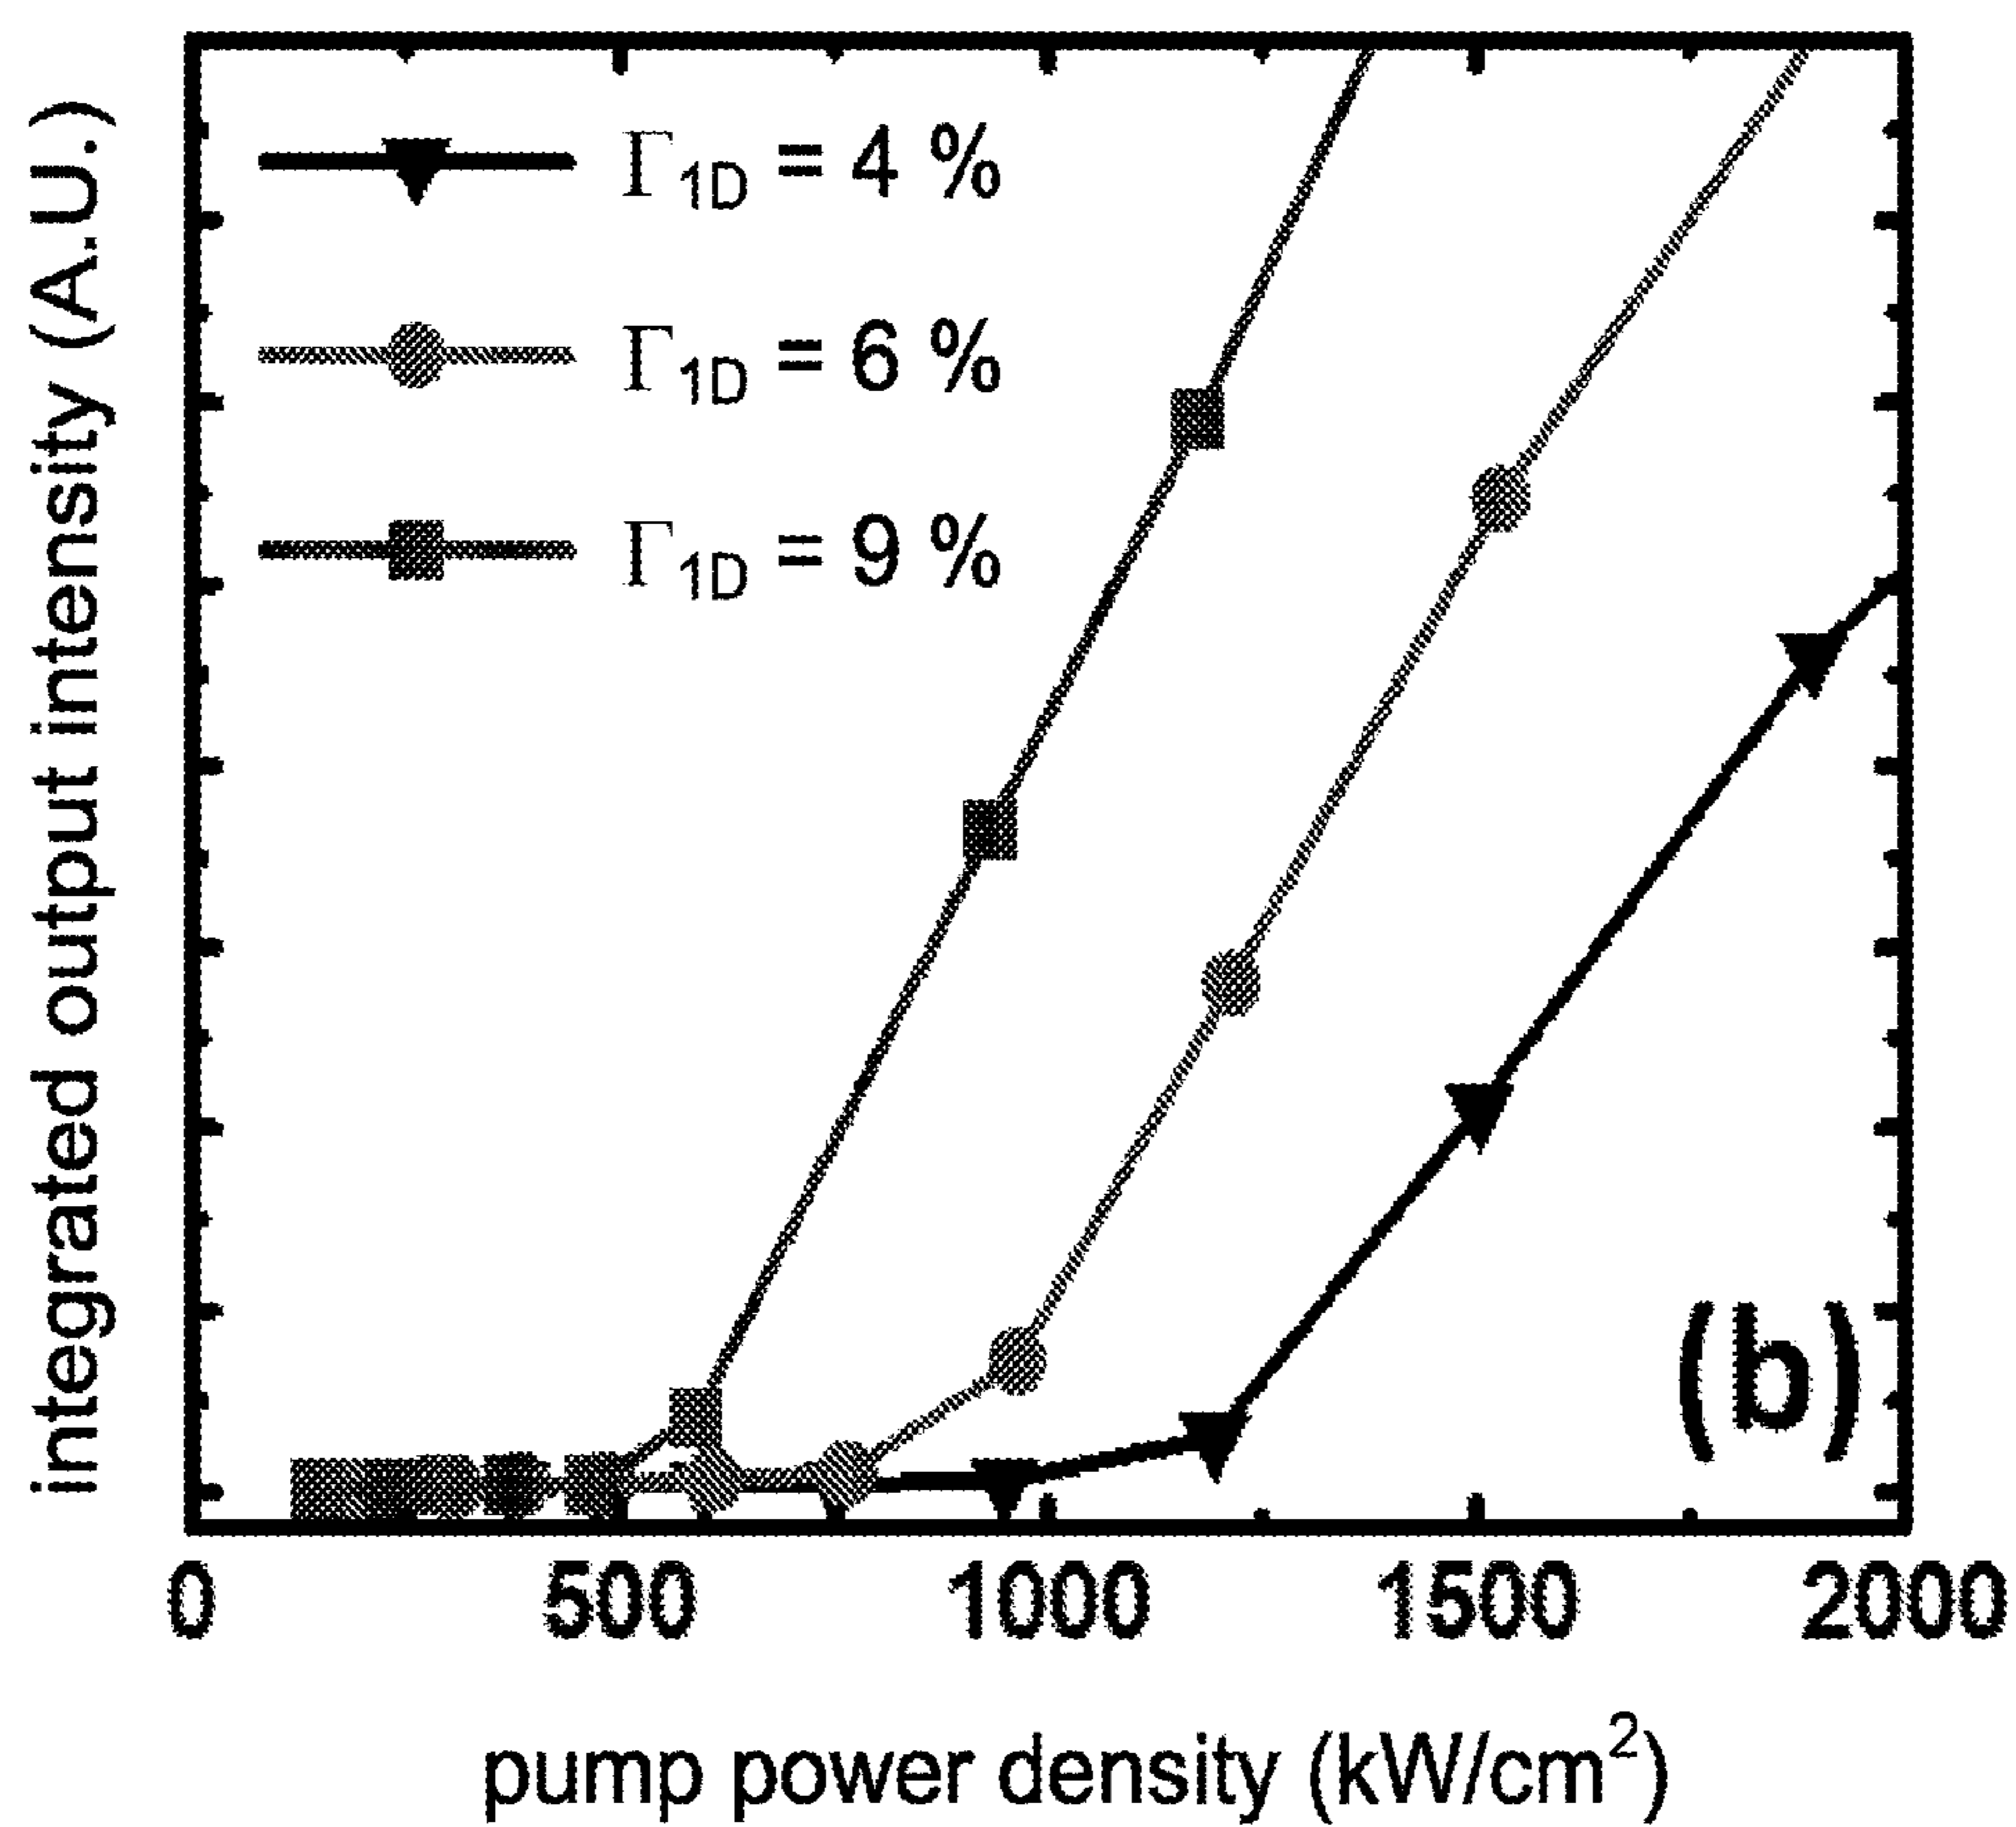 integrated output intensity (A.U.)
Γ1D = 4 %
Γ1D = 6 %
Γ1D = 9 %
(b)
0 500 1000 1500 2000
pump power density (kW/cm²)